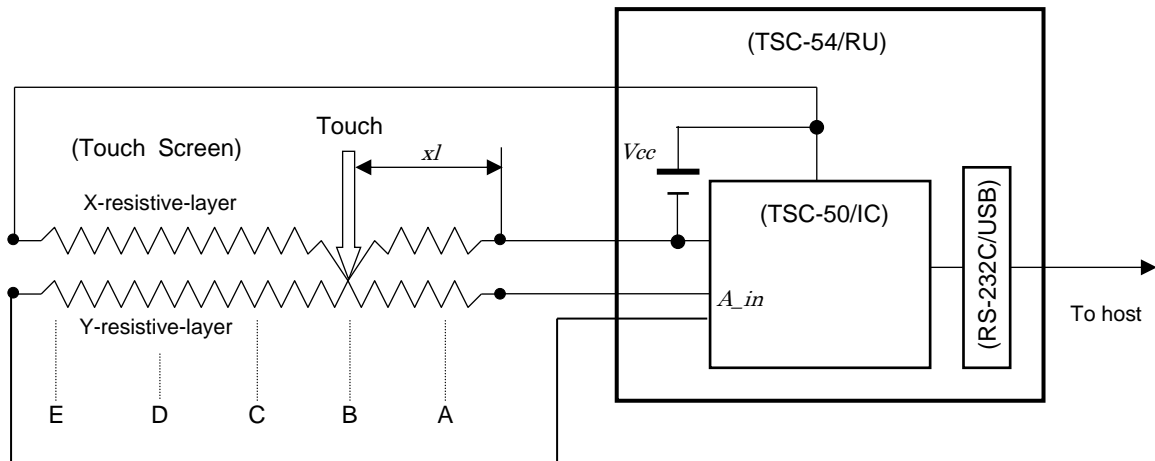 (TSC-54/RU)
Touch
(Touch Screen)
xl
Vcc
X-resistive-layer
(TSC-50/IC)
(RS-232C/USB)
A_in
Y-resistive-layer
To host
E D C B A